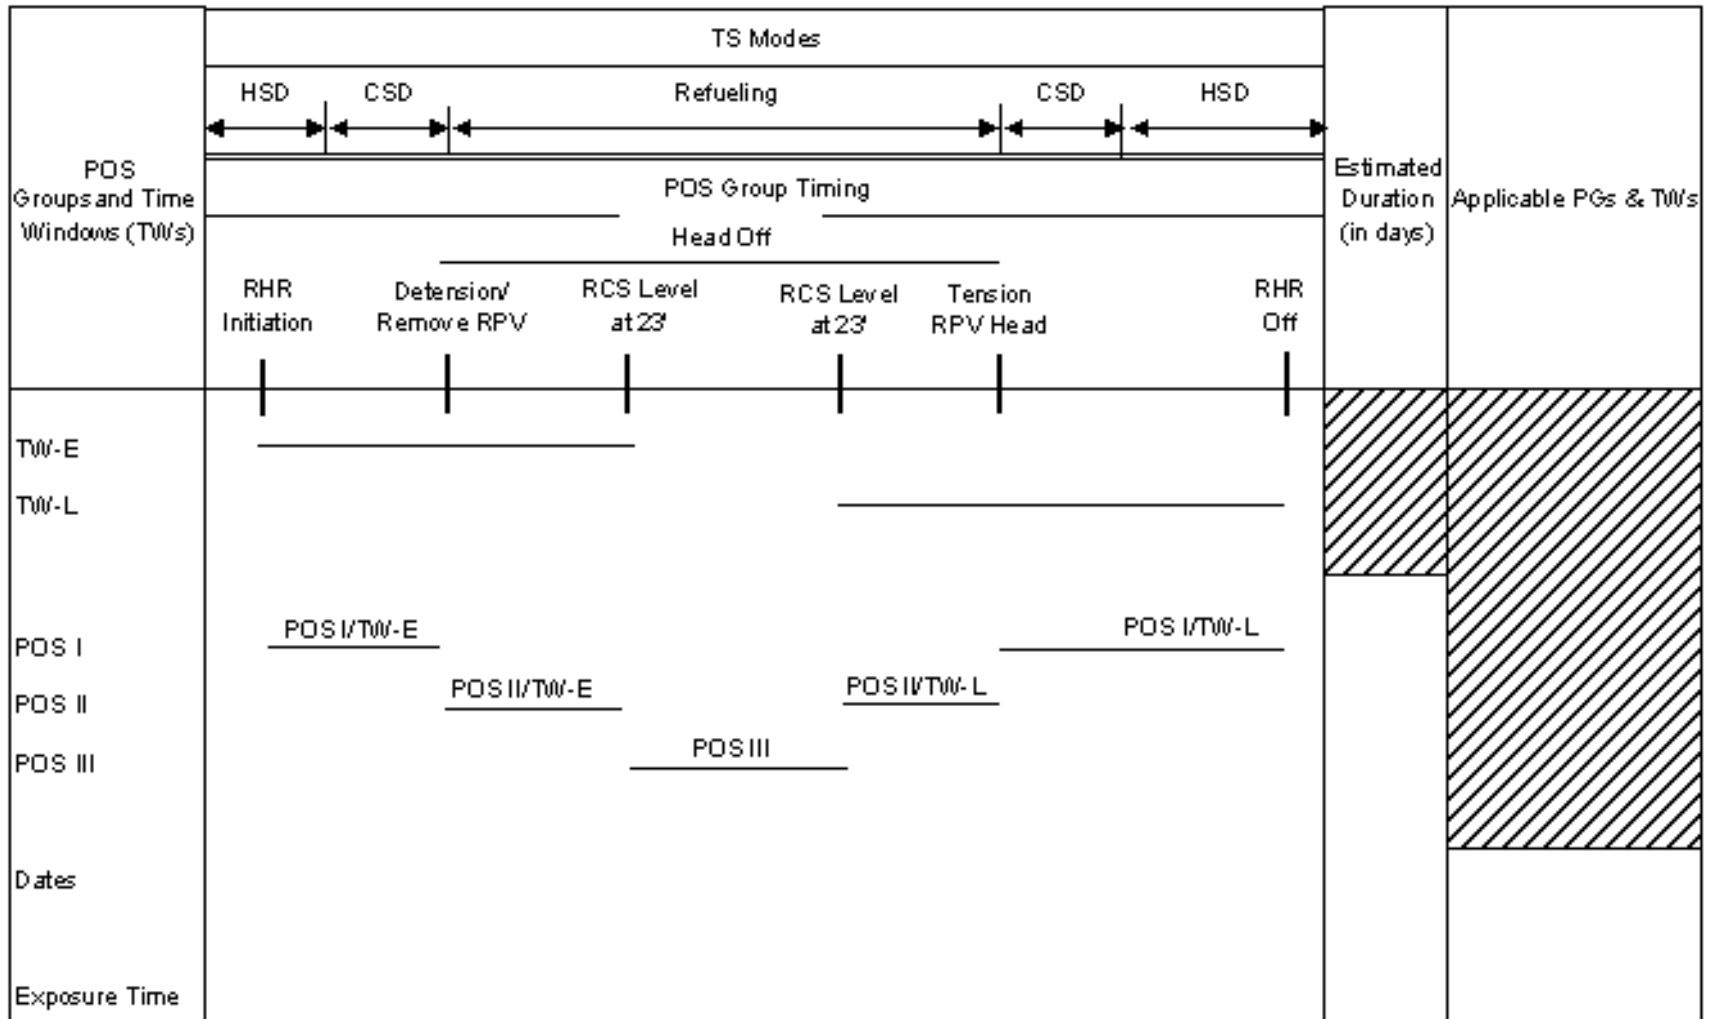 TS Modes
HSD
CSD
Refueling
CSD
HSD
POS
Groups and Time
Windows (TWs)
POS Group Timing
Estimated
Duration
(in days)
Applicable PGs & TWs
Head Off
RHR
Initiation
Detension/
Remove RPV
RCS Level
at 23'
RCS Level
at 23'
Tension
RPV Head
RHR
Off
TW-E
TW-L
POS I
POS I/TW-E
POS I/TW-L
POS II
POS II/TW-E
POS II/TW-L
POS III
POS III
Dates
Exposure Time